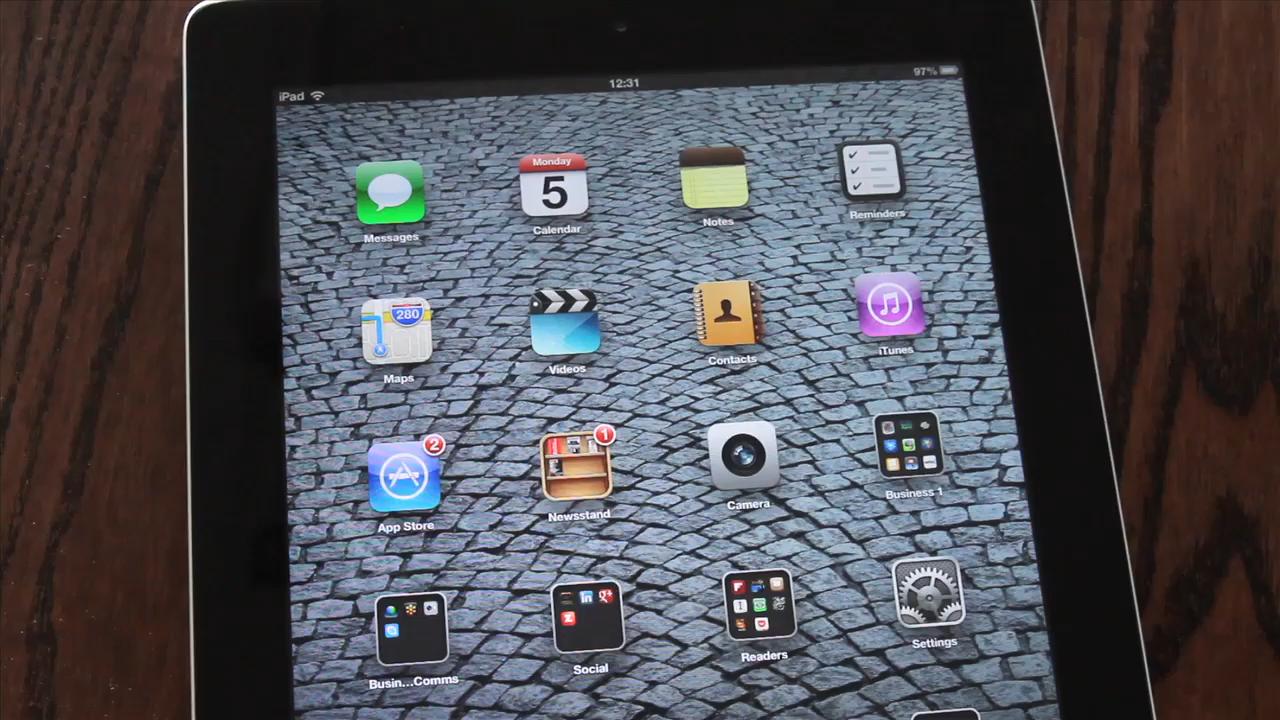 iPad 12:31 97%
Monday
5
Messages Calendar Notes Reminders
280
Maps Videos Contacts iTunes
2 1
App Store Newsstand Camera Business 1
in g+
Busin...Comms Social Readers Settings